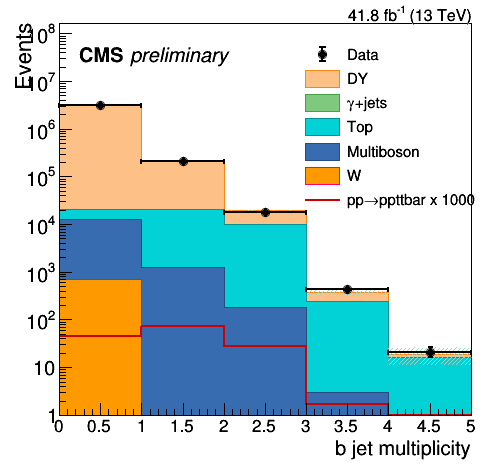 41.8 fb⁻¹ (13 TeV)
Events
CMS preliminary
Data
DY
γ+jets
Top
Multiboson
W
pp→ppttbar x 1000
10⁸
10⁷
10⁶
10⁵
10⁴
10³
10²
10
1
0 0.5 1 1.5 2 2.5 3 3.5 4 4.5 5
b jet multiplicity